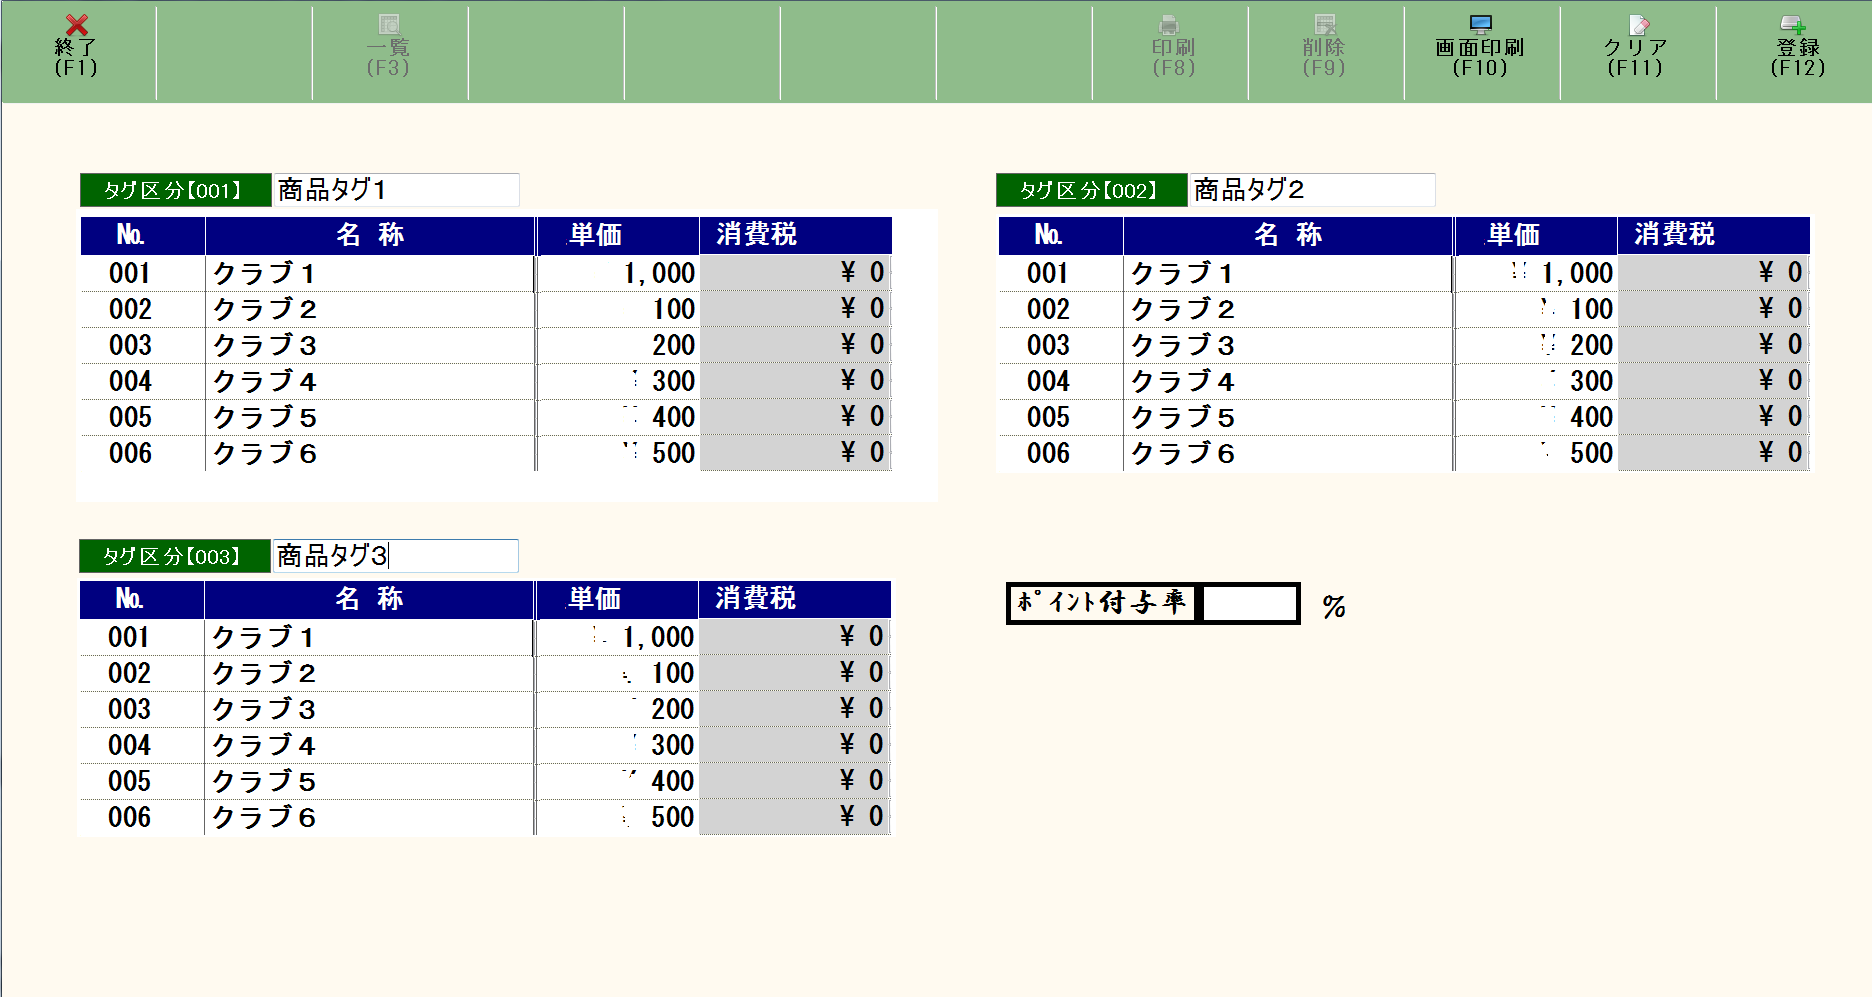 終了 (F1)
一覧 (F3)
印刷 (F8)
削除 (F9)
画面印刷 (F10)
クリア (F11)
登録 (F12)
タグ区分【001】 商品タグ1
No. 名 称 単価 消費税
001 クラブ1 1,000 ¥ 0
002 クラブ2 100 ¥ 0
003 クラブ3 200 ¥ 0
004 クラブ4 300 ¥ 0
005 クラブ5 400 ¥ 0
006 クラブ6 500 ¥ 0
タグ区分【002】 商品タグ2
No. 名 称 単価 消費税
001 クラブ1 1,000 ¥ 0
002 クラブ2 100 ¥ 0
003 クラブ3 200 ¥ 0
004 クラブ4 300 ¥ 0
005 クラブ5 400 ¥ 0
006 クラブ6 500 ¥ 0
タグ区分【003】 商品タグ3
No. 名 称 単価 消費税
001 クラブ1 1,000 ¥ 0
002 クラブ2 100 ¥ 0
003 クラブ3 200 ¥ 0
004 クラブ4 300 ¥ 0
005 クラブ5 400 ¥ 0
006 クラブ6 500 ¥ 0
ポイント付与率 %